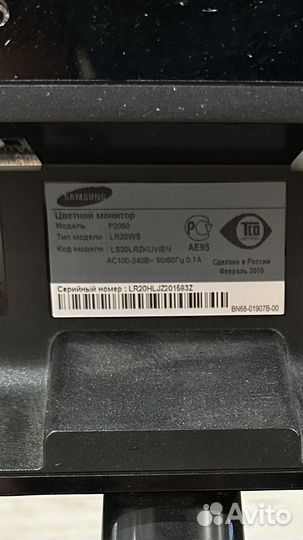 SAMSUNG
Цветной монитор
Модель : P2050
Тип модели : LR20WS
Код модели : LS20LRZKUV/EN
AC100-240В~ 50/60Гц 0.7A
РС
AE95
TCO
Сделано в России
Февраль 2010
Серийный номер : LR20HLJZ201583Z
BN68-01907B-00
Avito